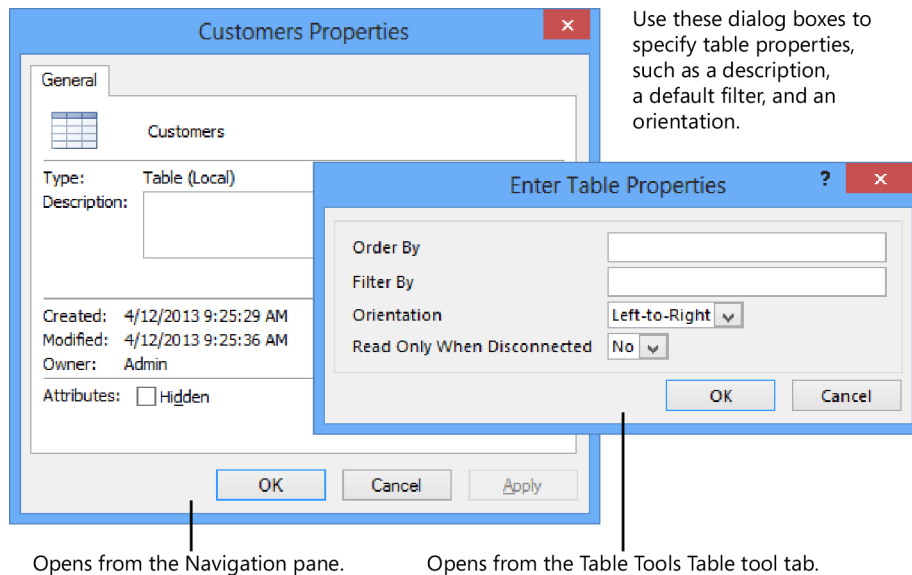 Customers Properties
Use these dialog boxes to
specify table properties,
such as a description,
a default filter, and an
orientation.
General
Customers
Type: Table (Local)
Description:
Created: 4/12/2013 9:25:29 AM
Modified: 4/12/2013 9:25:36 AM
Owner: Admin
Attributes: Hidden
OK Cancel Apply
Enter Table Properties ?
Order By
Filter By
Orientation Left-to-Right
Read Only When Disconnected No
OK Cancel
Opens from the Navigation pane.
Opens from the Table Tools Table tool tab.